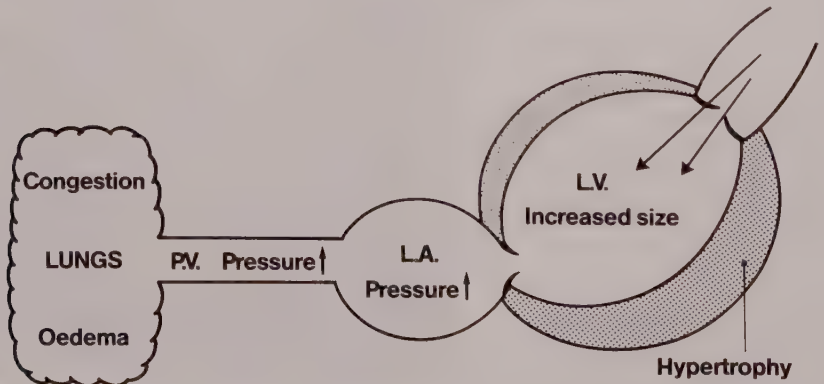 Congestion
LUNGS
Oedema
P.V. Pressure↑
L.A.
Pressure↑
L.V.
Increased size
Hypertrophy